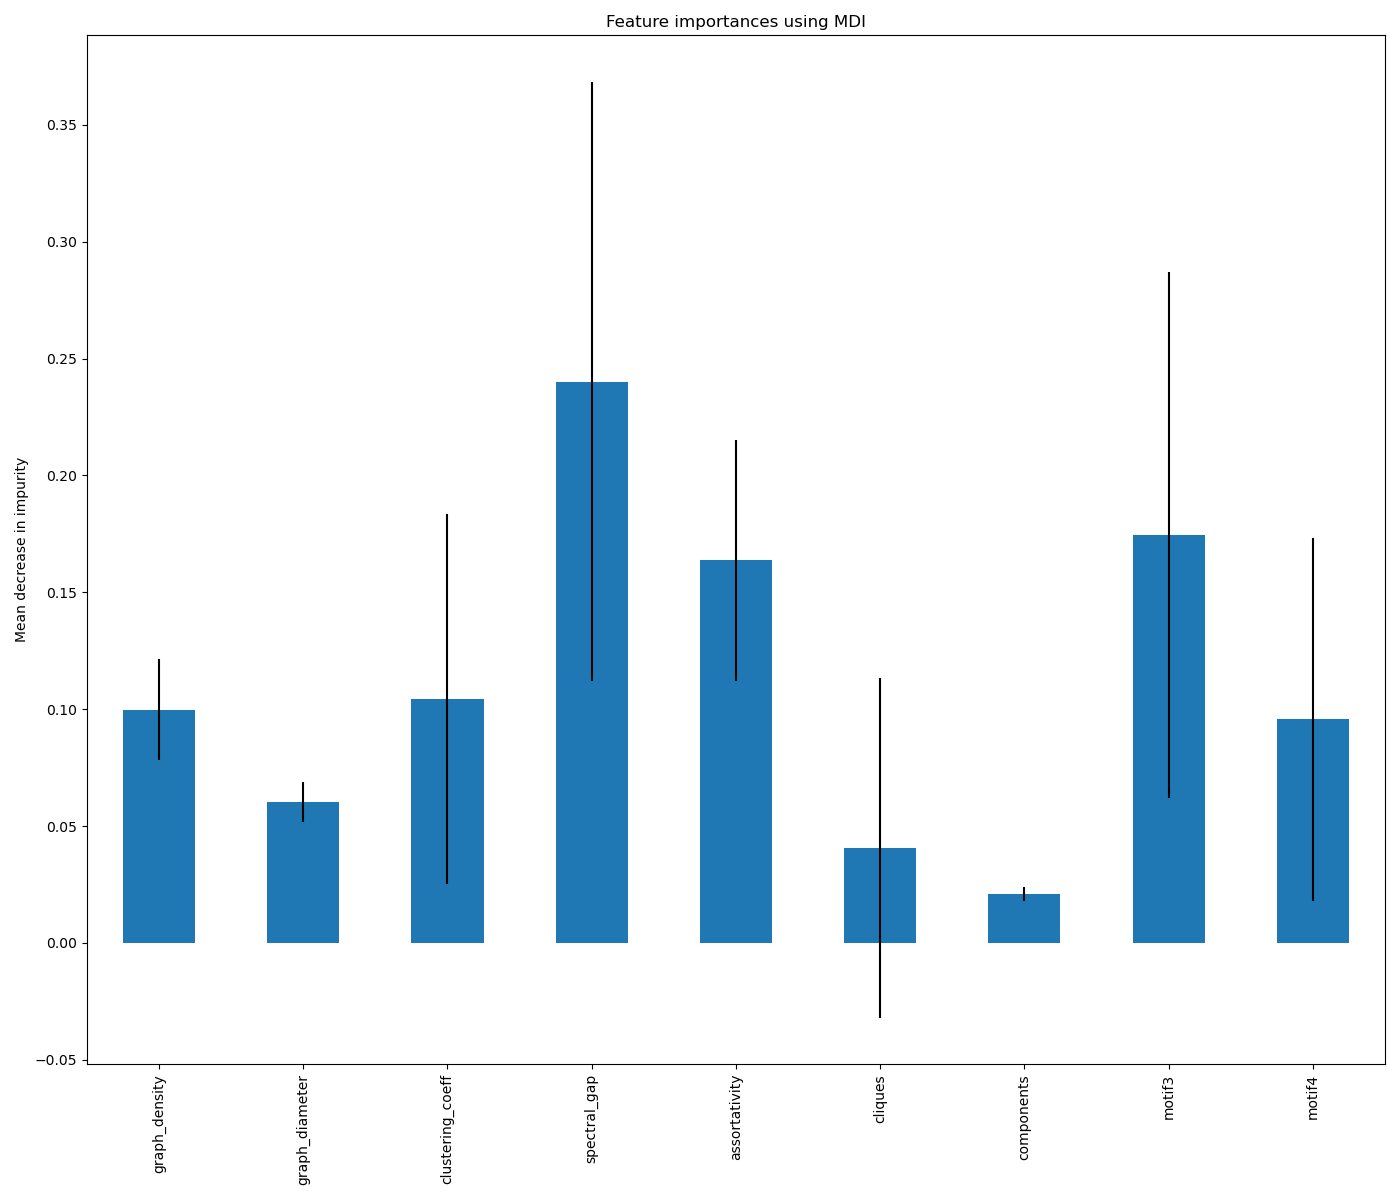 Feature importances using MDI
Mean decrease in impurity
0.35
0.30
0.25
0.20
0.15
0.10
0.05
0.00
−0.05
graph_density
graph_diameter
clustering_coeff
spectral_gap
assortativity
cliques
components
motif3
motif4